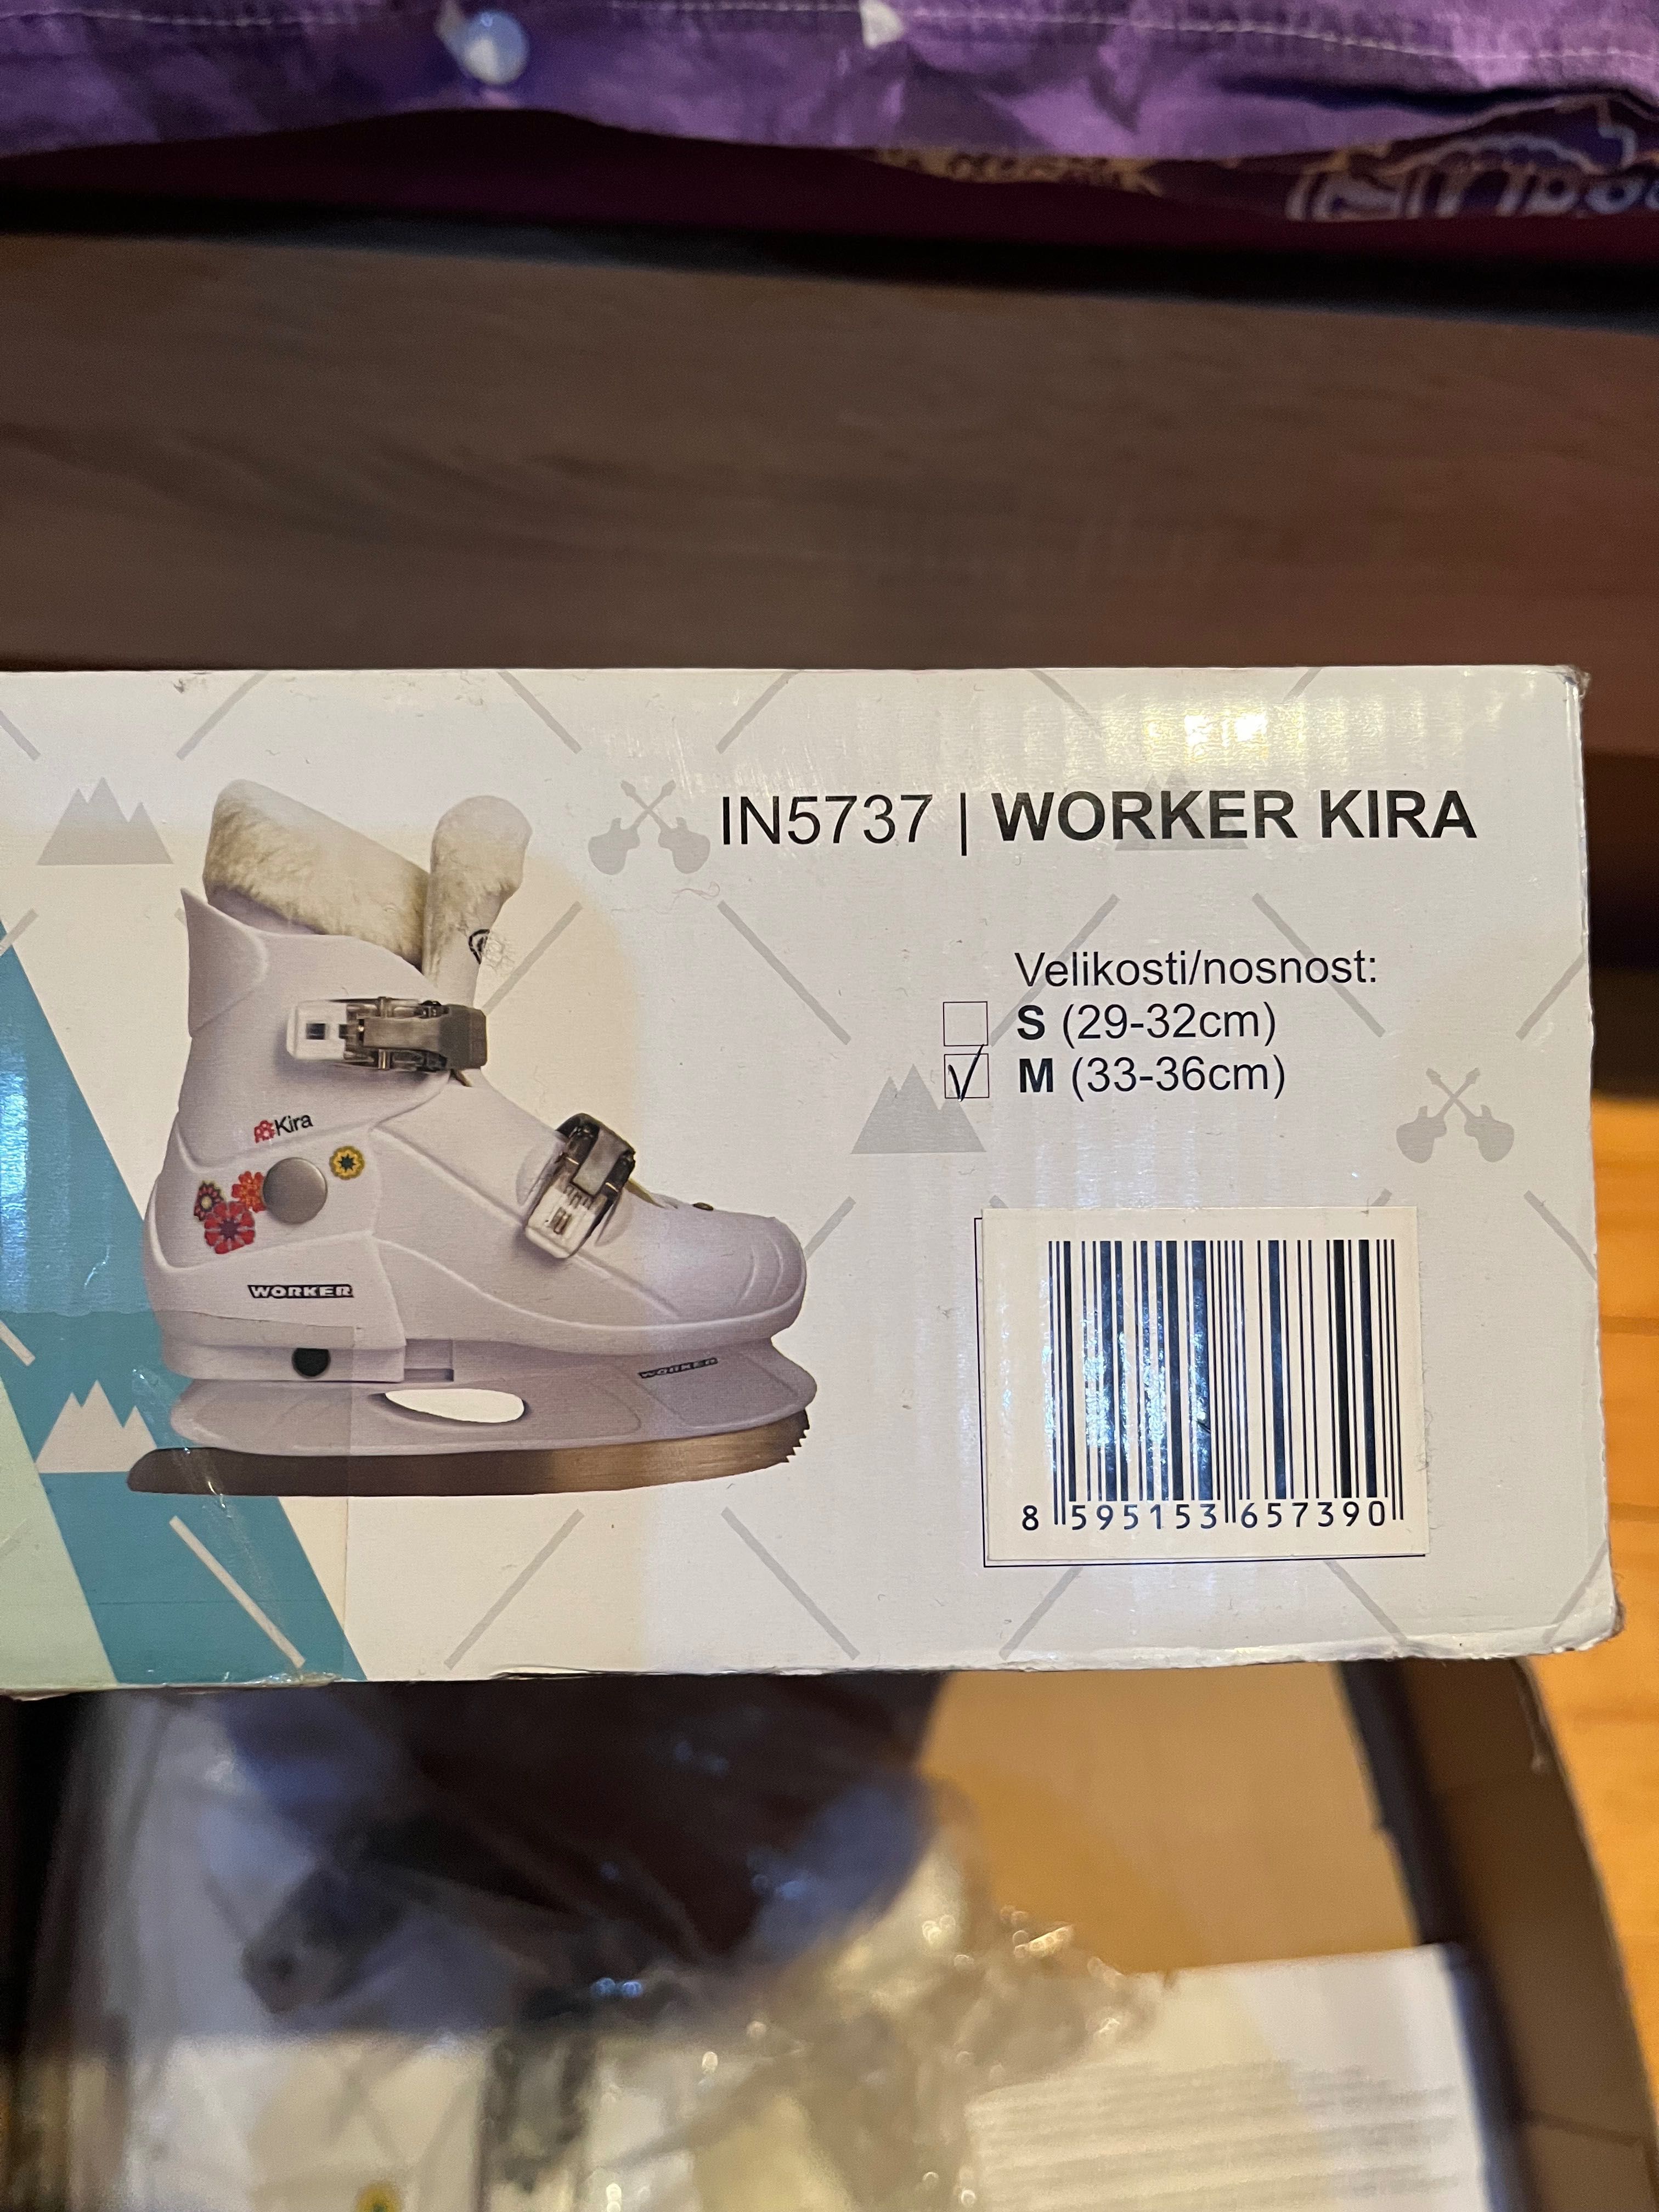 IN5737 | WORKER KIRA
Velikosti/nosnost:
S (29-32cm)
M (33-36cm)
Kira
WORKER
WORKER
8 595153 657390